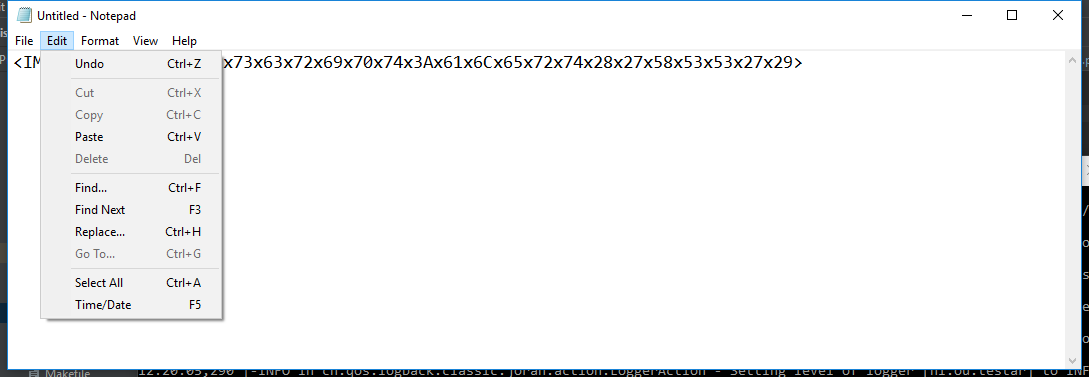 Untitled - Notepad
File Edit Format View Help
<IM x73x63x72x69x70x74x3Ax61x6Cx65x72x74x28x27x58x53x53x27x29>
Undo Ctrl+Z
Cut Ctrl+X
Copy Ctrl+C
Paste Ctrl+V
Delete Del
Find... Ctrl+F
Find Next F3
Replace... Ctrl+H
Go To... Ctrl+G
Select All Ctrl+A
Time/Date F5
Makefile
12:20:05,290 |-INFO in ch.qos.logback.classic.joran.action.LoggerAction - Setting level of logger [nl.ou.testar] to INF